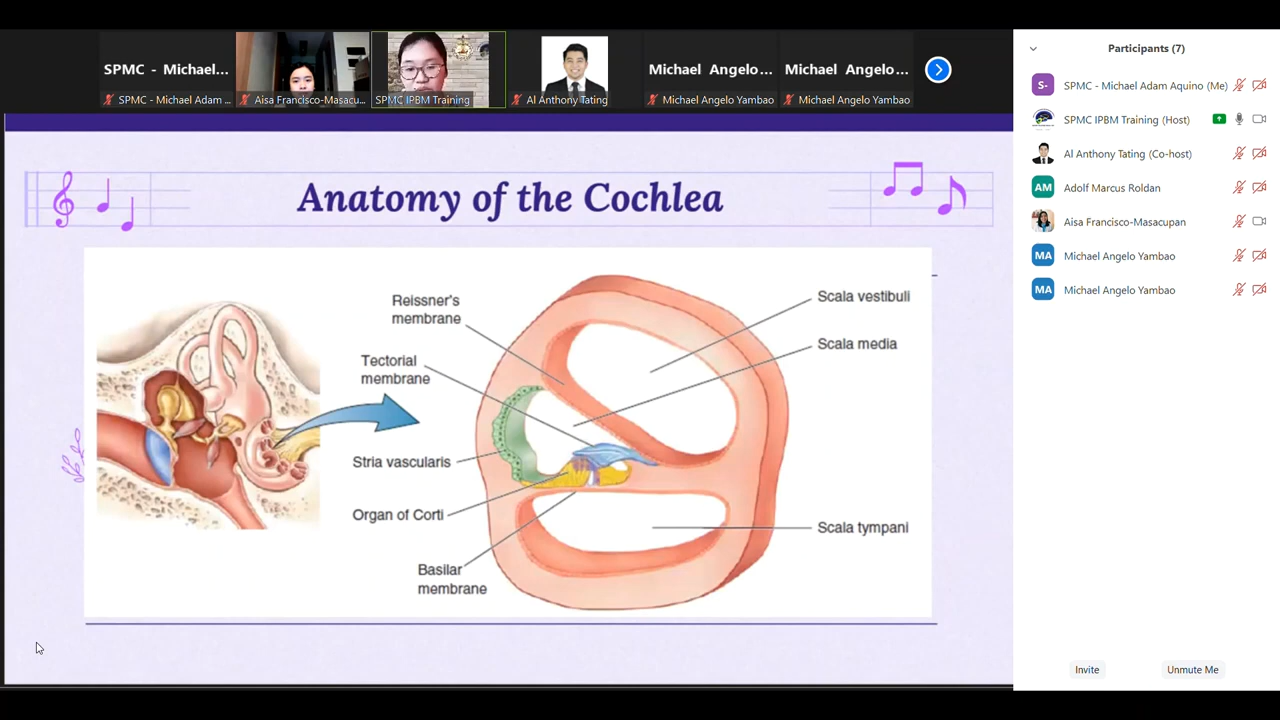 SPMC - Michael...
Michael Angelo...
Michael Angelo...
SPMC - Michael Adam ...
Aisa Francisco-Masacu...
SPMC IPBM Training
Al Anthony Tating
Michael Angelo Yambao
Michael Angelo Yambao
Anatomy of the Cochlea
Reissner's
membrane
Tectorial
membrane
Stria vascularis
Organ of Corti
Basilar
membrane
Scala vestibuli
Scala media
Scala tympani
Participants (7)
S-
SPMC - Michael Adam Aquino (Me)
SPMC IPBM Training (Host)
Al Anthony Tating (Co-host)
AM
Adolf Marcus Roldan
Aisa Francisco-Masacupan
MA
Michael Angelo Yambao
MA
Michael Angelo Yambao
Invite
Unmute Me